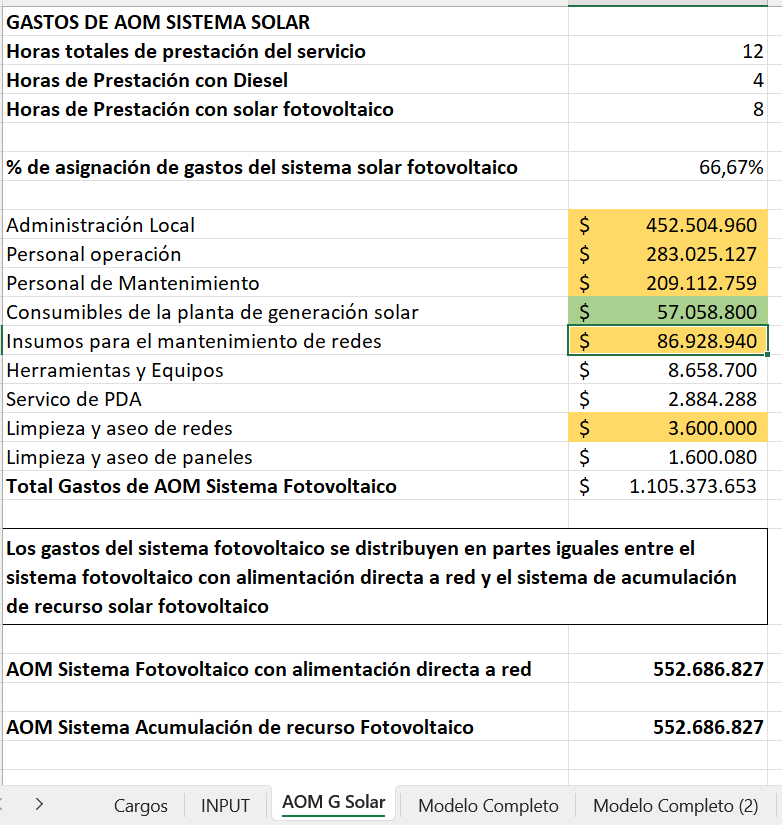 GASTOS DE AOM SISTEMA SOLAR
Horas totales de prestación del servicio 12
Horas de Prestación con Diesel 4
Horas de Prestación con solar fotovoltaico 8
% de asignación de gastos del sistema solar fotovoltaico 66,67%
Administración Local $ 452.504.960
Personal operación $ 283.025.127
Personal de Mantenimiento $ 209.112.759
Consumibles de la planta de generación solar $ 57.058.800
Insumos para el mantenimiento de redes $ 86.928.940
Herramientas y Equipos $ 8.658.700
Servico de PDA $ 2.884.288
Limpieza y aseo de redes $ 3.600.000
Limpieza y aseo de paneles $ 1.600.080
Total Gastos de AOM Sistema Fotovoltaico $ 1.105.373.653
Los gastos del sistema fotovoltaico se distribuyen en partes iguales entre el
sistema fotovoltaico con alimentación directa a red y el sistema de acumulación
de recurso solar fotovoltaico
AOM Sistema Fotovoltaico con alimentación directa a red 552.686.827
AOM Sistema Acumulación de recurso Fotovoltaico 552.686.827
Cargos INPUT AOM G Solar Modelo Completo Modelo Completo (2)